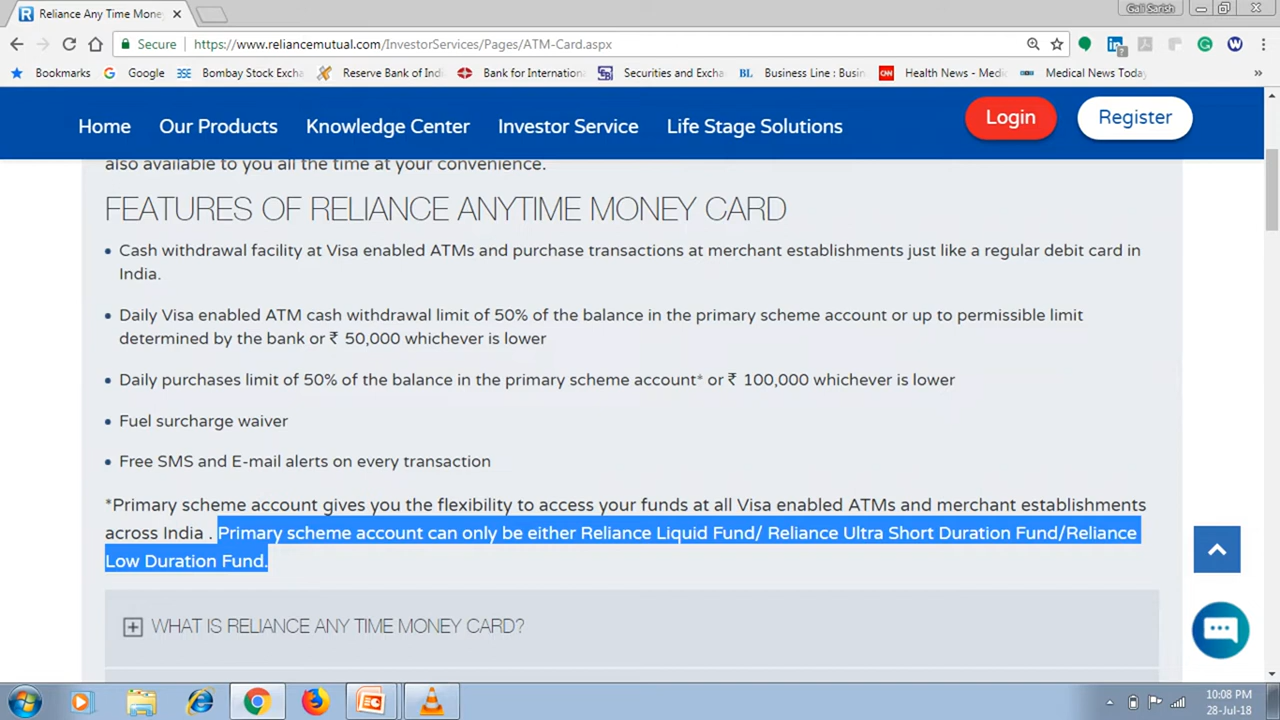 Reliance Any Time Mone
Gali Sarish
Secure
https://www.reliancemutual.com/InvestorServices/Pages/ATM-Card.aspx
Bookmarks Google Bombay Stock Excha Reserve Bank of Indi Bank for Internation Securities and Excha BL Business Line : Busin CNN Health News - Medic Medical News Today
Home Our Products Knowledge Center Investor Service Life Stage Solutions Login Register
also available to you all the time at your convenience.
FEATURES OF RELIANCE ANYTIME MONEY CARD
• Cash withdrawal facility at Visa enabled ATMs and purchase transactions at merchant establishments just like a regular debit card in
India.
• Daily Visa enabled ATM cash withdrawal limit of 50% of the balance in the primary scheme account or up to permissible limit
determined by the bank or ₹ 50,000 whichever is lower
• Daily purchases limit of 50% of the balance in the primary scheme account* or ₹ 100,000 whichever is lower
• Fuel surcharge waiver
• Free SMS and E-mail alerts on every transaction
*Primary scheme account gives you the flexibility to access your funds at all Visa enabled ATMs and merchant establishments
across India . Primary scheme account can only be either Reliance Liquid Fund/ Reliance Ultra Short Duration Fund/Reliance
Low Duration Fund.
WHAT IS RELIANCE ANY TIME MONEY CARD?
10:08 PM
28-Jul-18